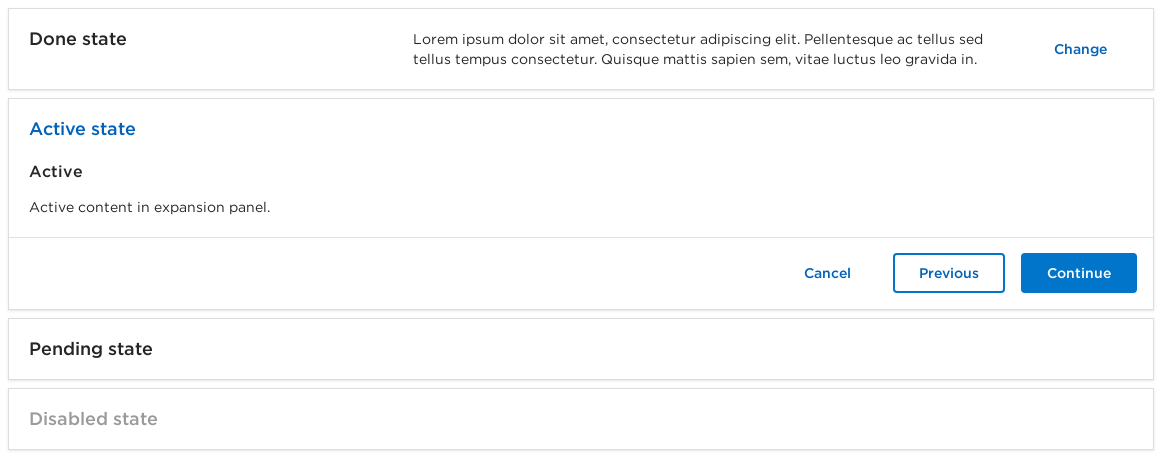 Done state
Lorem ipsum dolor sit amet, consectetur adipiscing elit. Pellentesque ac tellus sed
tellus tempus consectetur. Quisque mattis sapien sem, vitae luctus leo gravida in.
Change
Active state
Active
Active content in expansion panel.
Cancel
Previous
Continue
Pending state
Disabled state